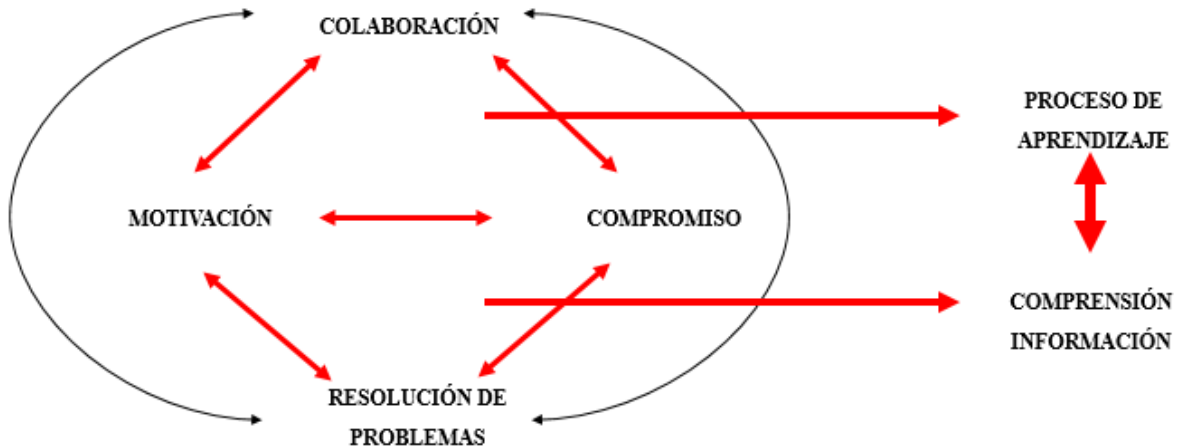 COLABORACIÓN
PROCESO DE
APRENDIZAJE
MOTIVACIÓN
COMPROMISO
COMPRENSIÓN
INFORMACIÓN
RESOLUCIÓN DE
PROBLEMAS